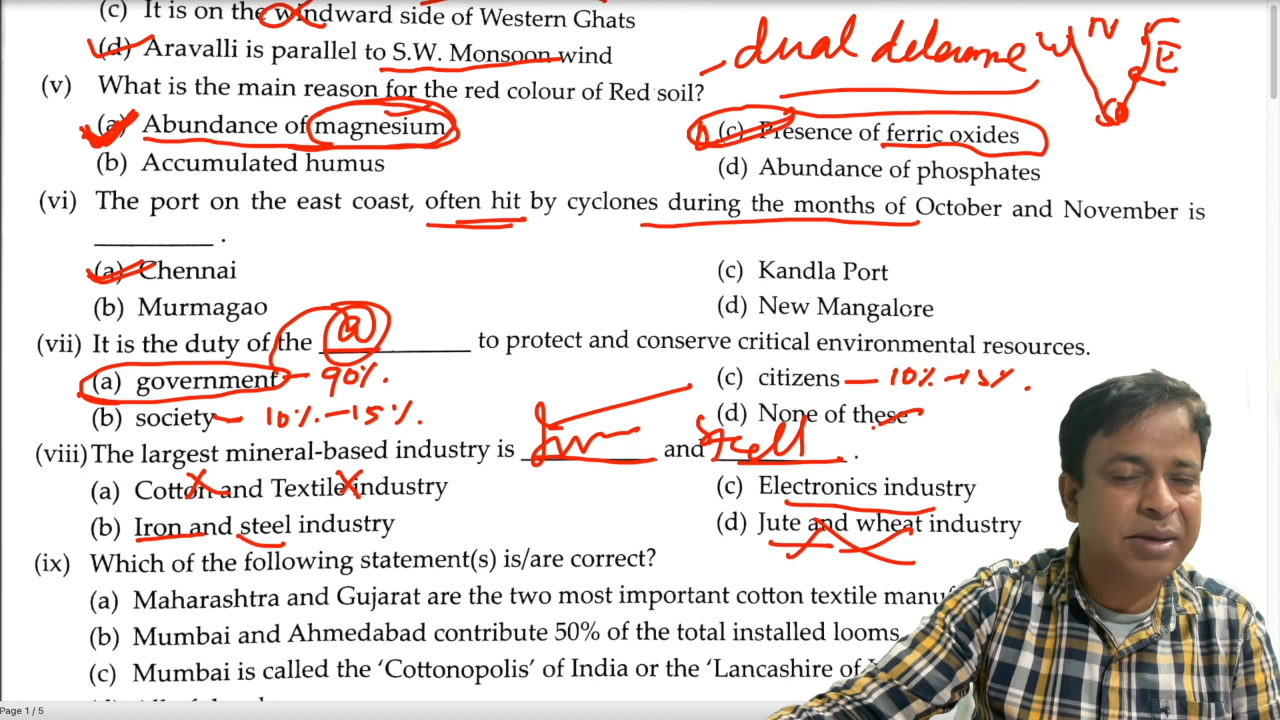 (c) It is on the windward side of Western Ghats
(d) Aravalli is parallel to S.W. Monsoon wind
dual
W N E
(v) What is the main reason for the red colour of Red soil?
(a) Abundance of magnesium
(c) Presence of ferric oxides
(b) Accumulated humus
(d) Abundance of phosphates
(vi) The port on the east coast, often hit by cyclones during the months of October and November is
_________ .
(a) Chennai
(c) Kandla Port
(b) Murmagao
(d) New Mangalore
(vii) It is the duty of the ____(a)____ to protect and conserve critical environmental resources.
(a) government – 90%.
(c) citizens – 10% – 15%.
(b) society – 10% – 15%.
(d) None of these
(viii) The largest mineral-based industry is _________ and _________ .
(a) Cotton and Textile industry
(c) Electronics industry
(b) Iron and steel industry
(d) Jute and wheat industry
(ix) Which of the following statement(s) is/are correct?
(a) Maharashtra and Gujarat are the two most important cotton textile
(b) Mumbai and Ahmedabad contribute 50% of the total installed looms
(c) Mumbai is called the ‘Cottonopolis’ of India or the ‘Lancashire of
Page 1 / 5